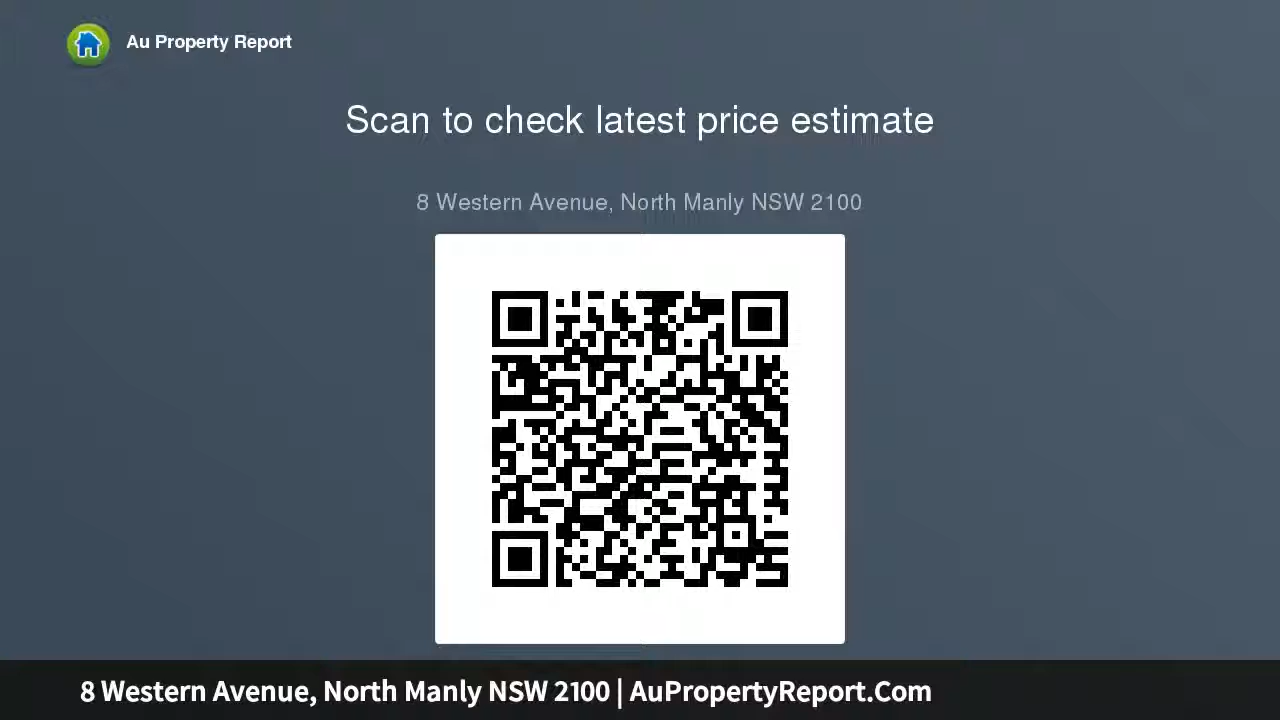 Au Property Report
Scan to check latest price estimate
8 Western Avenue, North Manly NSW 2100
8 Western Avenue, North Manly NSW 2100 | AuPropertyReport.Com